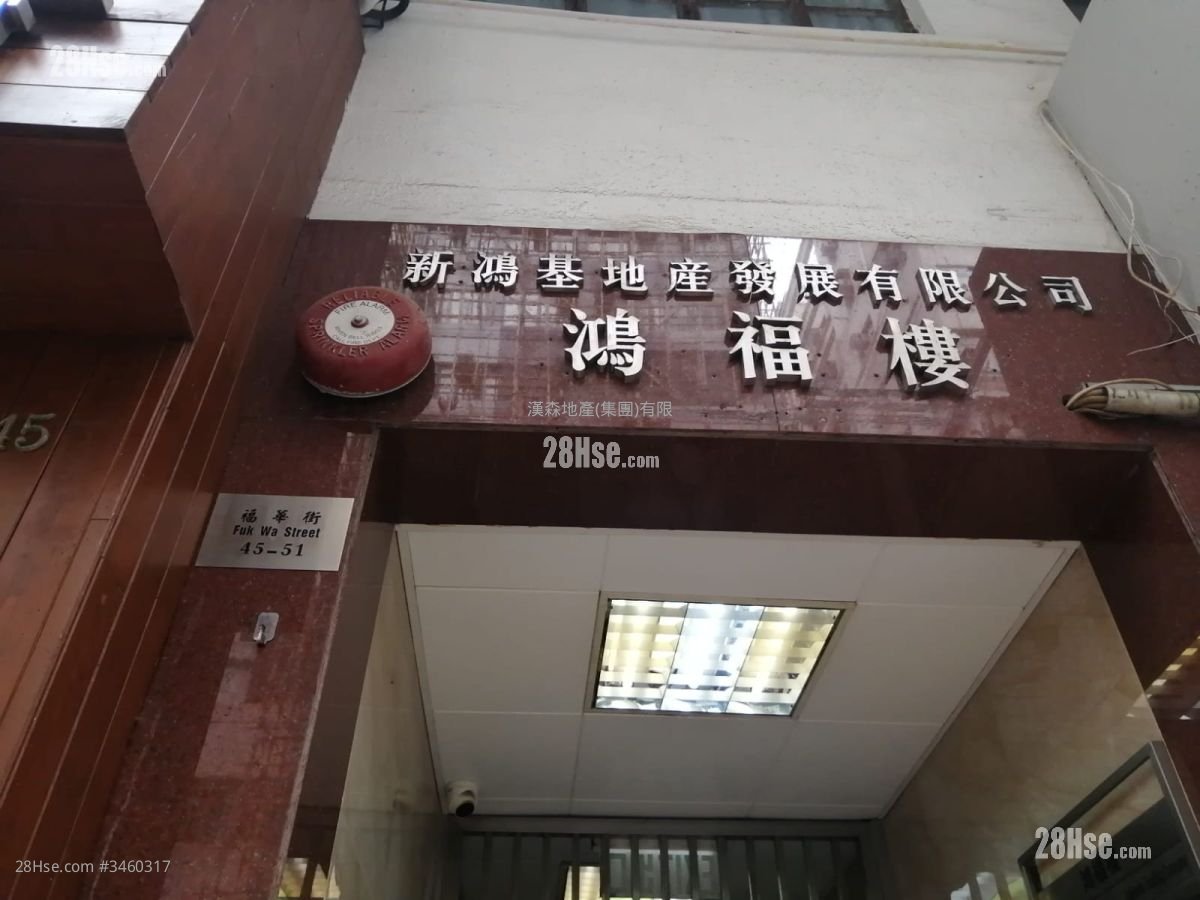 28Hse.com
新鴻基地産發展有限公司
RELIABLE
FIRE ALARM
SPRINKLER ALARM
鴻福樓
漢森地產(集團)有限
28Hse.com
45
福華街
Fuk Wa Street
45-51
28Hse.com
28Hse.com #3460317